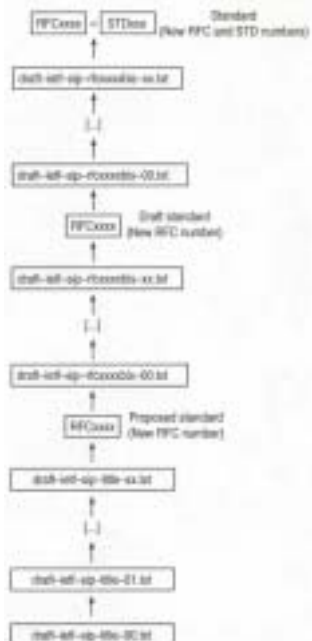 RFCxxxx = STDxxx
Standard
(New RFC and STD numbers)
draft-ietf-sip-rfcxxxxbis-xx.txt
[...]
draft-ietf-sip-rfcxxxxbis-00.txt
RFCxxxx
Draft standard
(New RFC number)
draft-ietf-sip-rfcxxxxbis-xx.txt
[...]
draft-ietf-sip-rfcxxxxbis-00.txt
RFCxxxx
Proposed standard
(New RFC number)
draft-ietf-sip-title-xx.txt
[...]
draft-ietf-sip-title-01.txt
draft-ietf-sip-title-00.txt